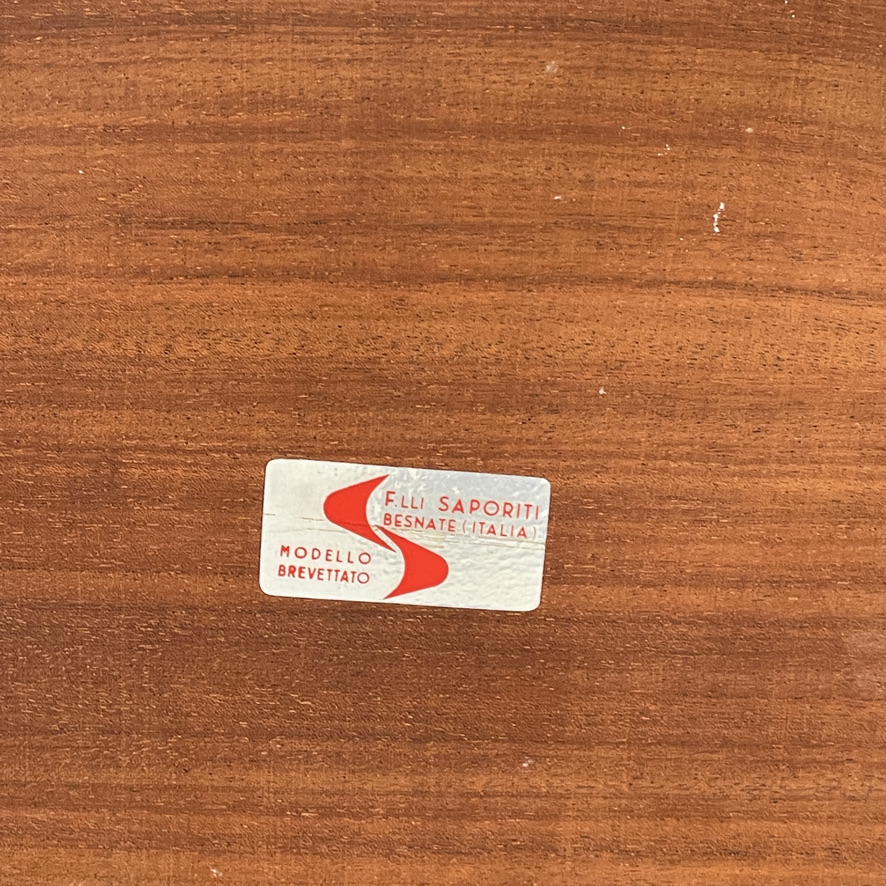 F.LLI SAPORITI
BESNATE (ITALIA)
MODELLO
BREVETTATO